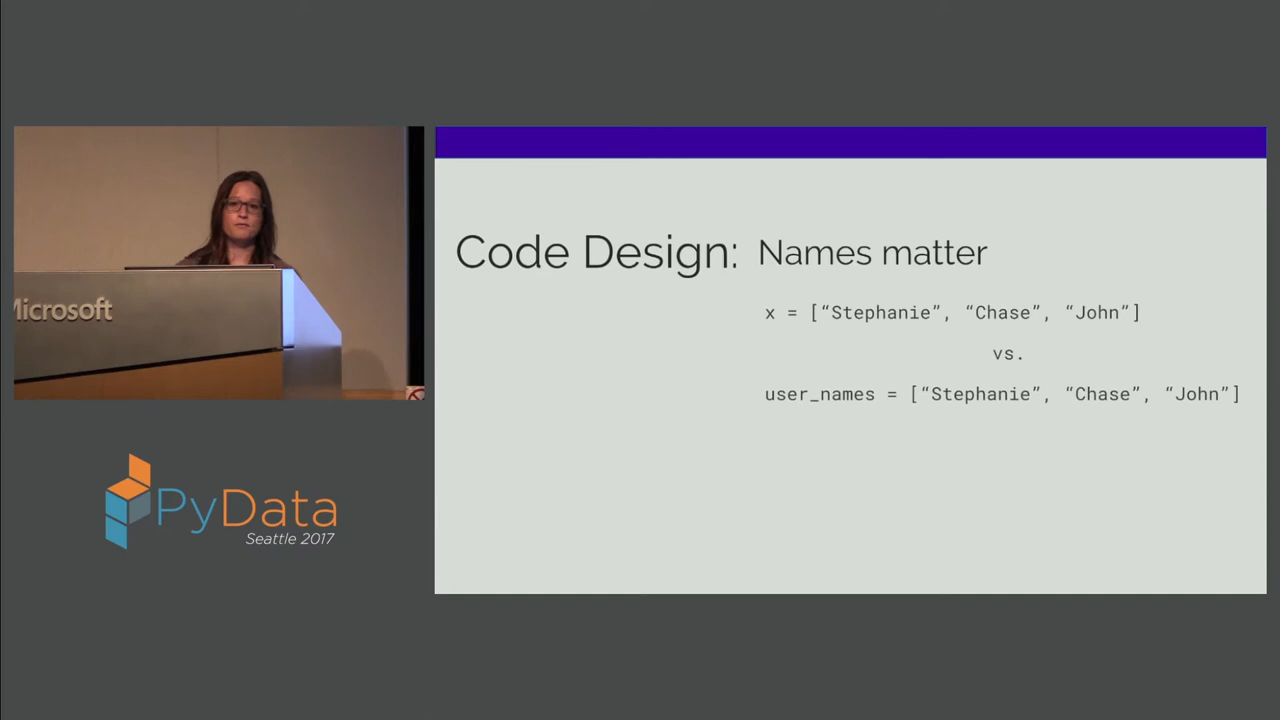 Microsoft
PyData
Seattle 2017
Code Design: Names matter
x = [“Stephanie”, “Chase”, “John”]
vs.
user_names = [“Stephanie”, “Chase”, “John”]